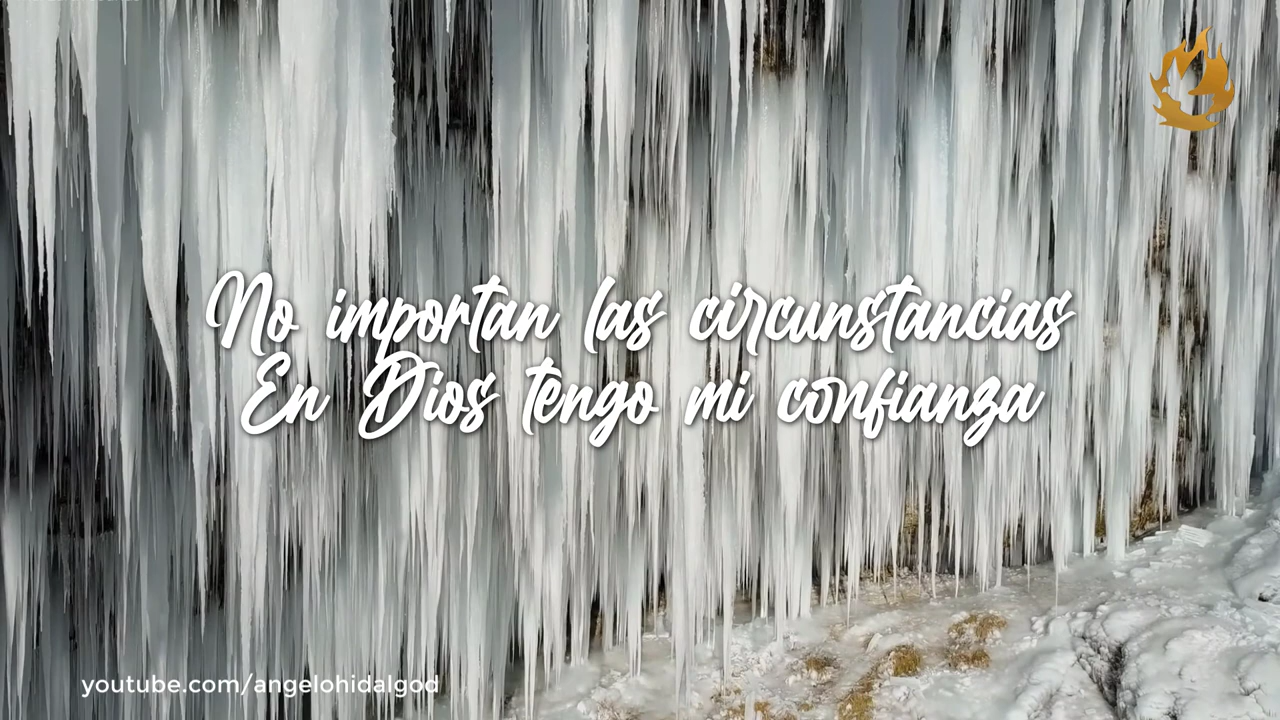 No importan las circunstancias
En Dios tengo mi confianza
youtube.com/angelohidalgod